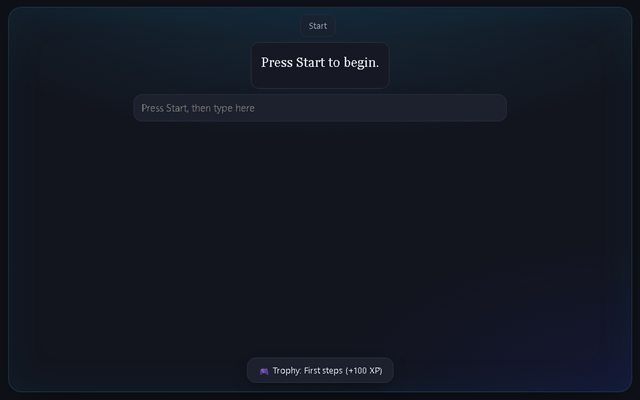 Start
Press Start to begin.
Press Start, then type here
🎮 Trophy: First steps (+100 XP)